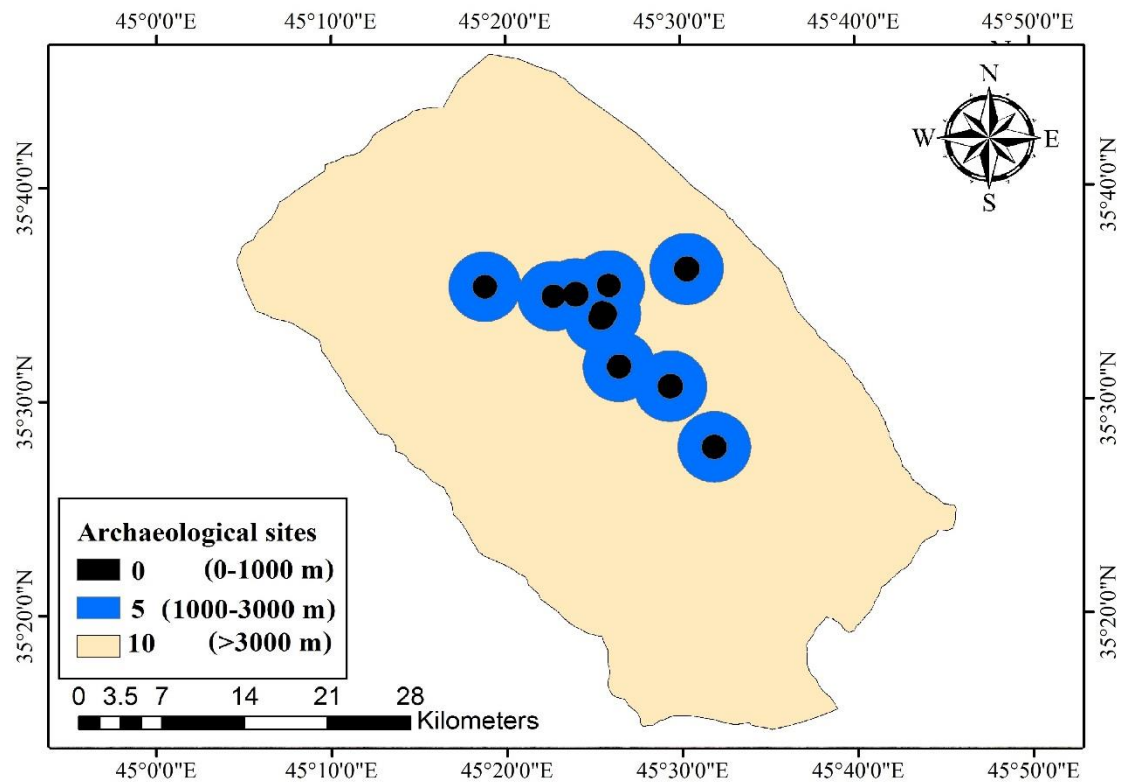 45°0'0"E 45°10'0"E 45°20'0"E 45°30'0"E 45°40'0"E 45°50'0"E
N
N
W E
S
35°40'0"N 35°40'0"N
35°30'0"N 35°30'0"N
35°20'0"N 35°20'0"N
Archaeological sites
0 (0-1000 m)
5 (1000-3000 m)
10 (>3000 m)
0 3.5 7 14 21 28
Kilometers
45°0'0"E 45°10'0"E 45°20'0"E 45°30'0"E 45°40'0"E 45°50'0"E